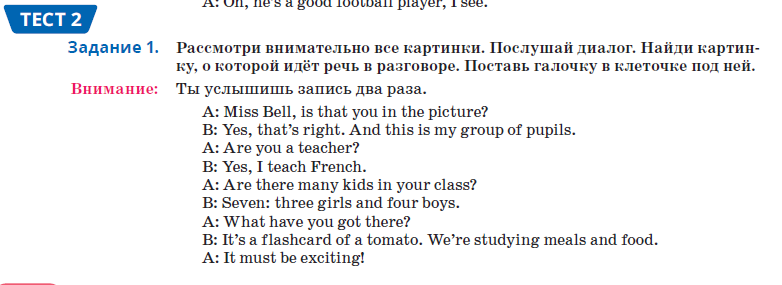 A: Oh, he's a good football player, I see.
ТЕСТ 2
Задание 1. Рассмотри внимательно все картинки. Послушай диалог. Найди картин-
ку, о которой идёт речь в разговоре. Поставь галочку в клеточке под ней.
Внимание: Ты услышишь запись два раза.
A: Miss Bell, is that you in the picture?
B: Yes, that's right. And this is my group of pupils.
A: Are you a teacher?
B: Yes, I teach French.
A: Are there many kids in your class?
B: Seven: three girls and four boys.
A: What have you got there?
B: It's a flashcard of a tomato. We're studying meals and food.
A: It must be exciting!